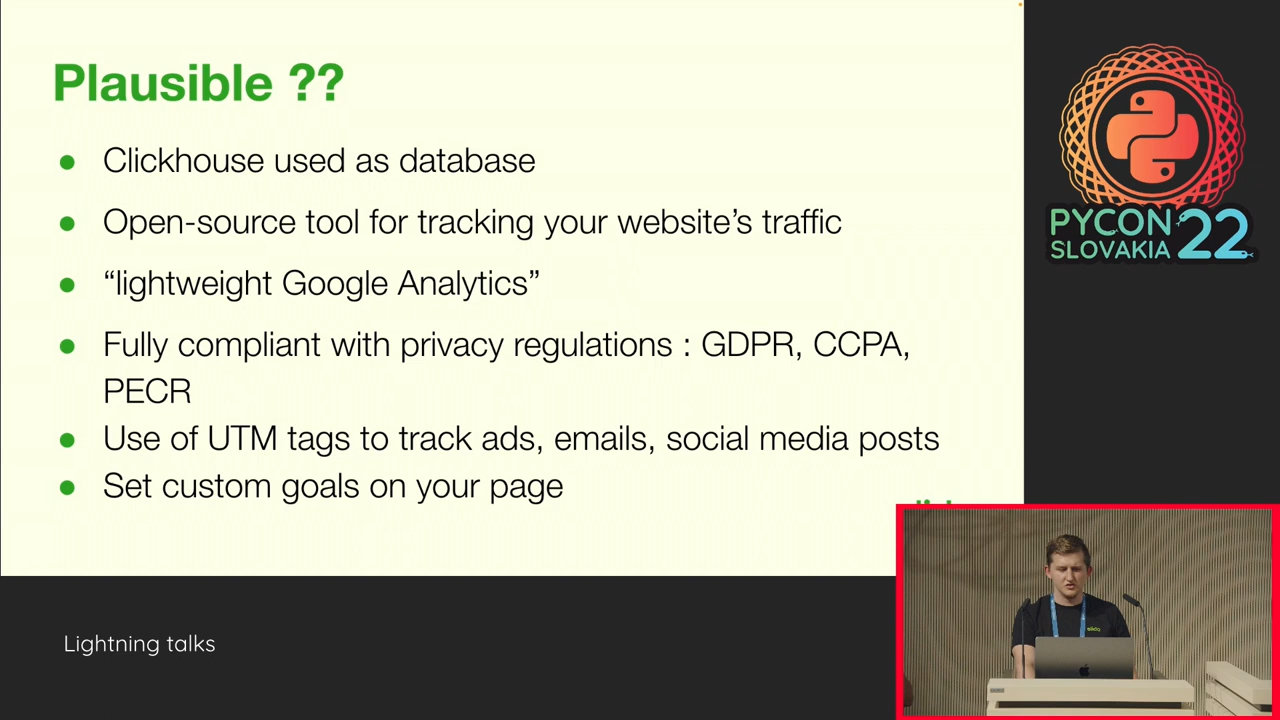 Plausible ??
● Clickhouse used as database
● Open-source tool for tracking your website’s traffic
● “lightweight Google Analytics”
● Fully compliant with privacy regulations : GDPR, CCPA,
PECR
● Use of UTM tags to track ads, emails, social media posts
● Set custom goals on your page
PYCON
SLOVAKIA 22
Lightning talks